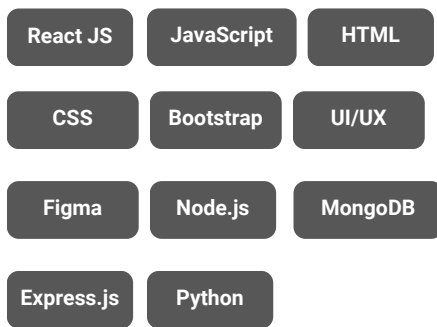 React JS JavaScript HTML
CSS Bootstrap UI/UX
Figma Node.js MongoDB
Express.js Python